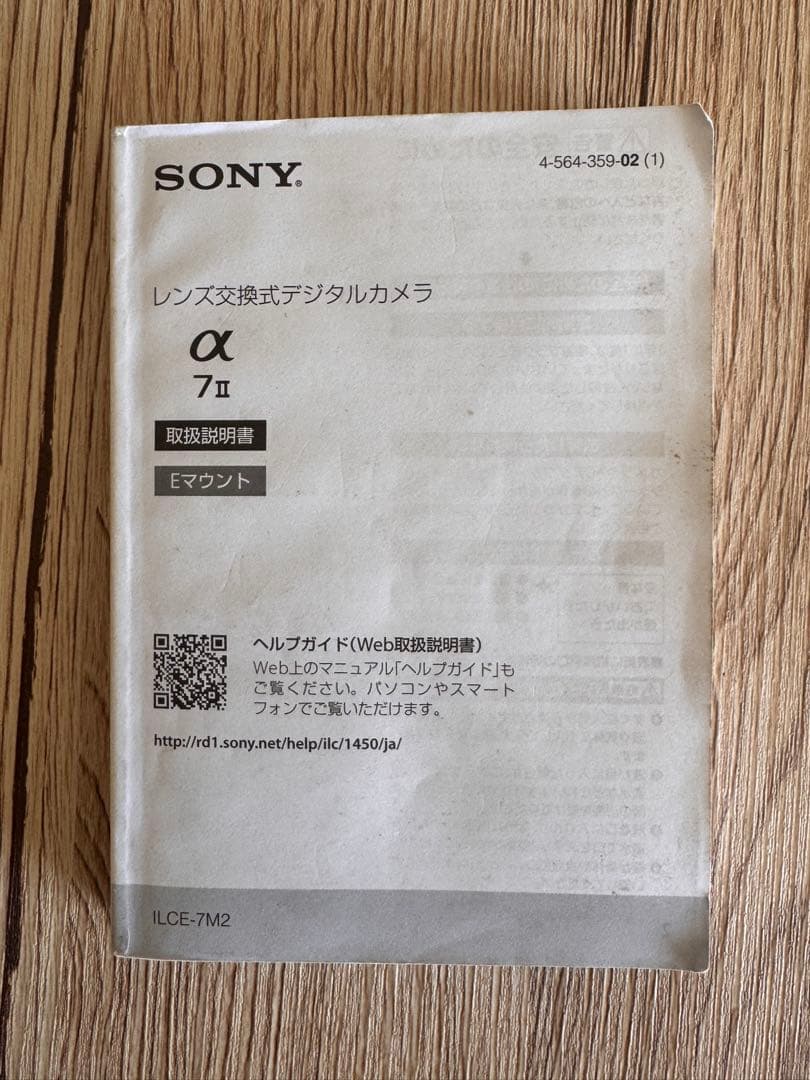 SONY®
4-564-359-02 (1)
レンズ交換式デジタルカメラ
α
7II
取扱説明書
Eマウント
ヘルプガイド(Web取扱説明書)
Web上のマニュアル「ヘルプガイド」も
ご覧ください。パソコンやスマート
フォンでご覧いただけます。
http://rd1.sony.net/help/ilc/1450/ja/
ILCE-7M2